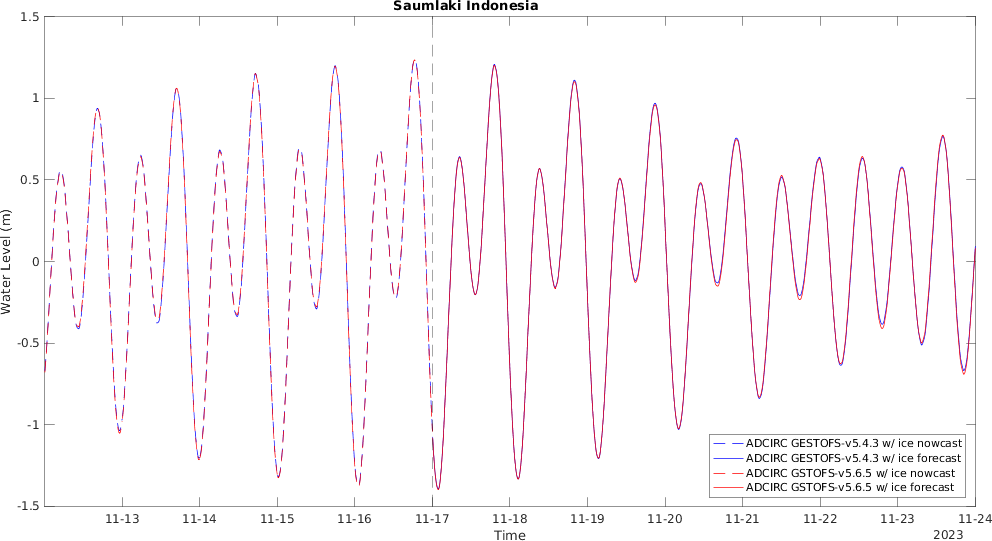 Saumlaki Indonesia
1.5
1
0.5
0
-0.5
-1
-1.5
Water Level (m)
11-13 11-14 11-15 11-16 11-17 11-18 11-19 11-20 11-21 11-22 11-23 11-24
Time
2023
ADCIRC GESTOFS-v5.4.3 w/ ice nowcast
ADCIRC GESTOFS-v5.4.3 w/ ice forecast
ADCIRC GSTOFS-v5.6.5 w/ ice nowcast
ADCIRC GSTOFS-v5.6.5 w/ ice forecast